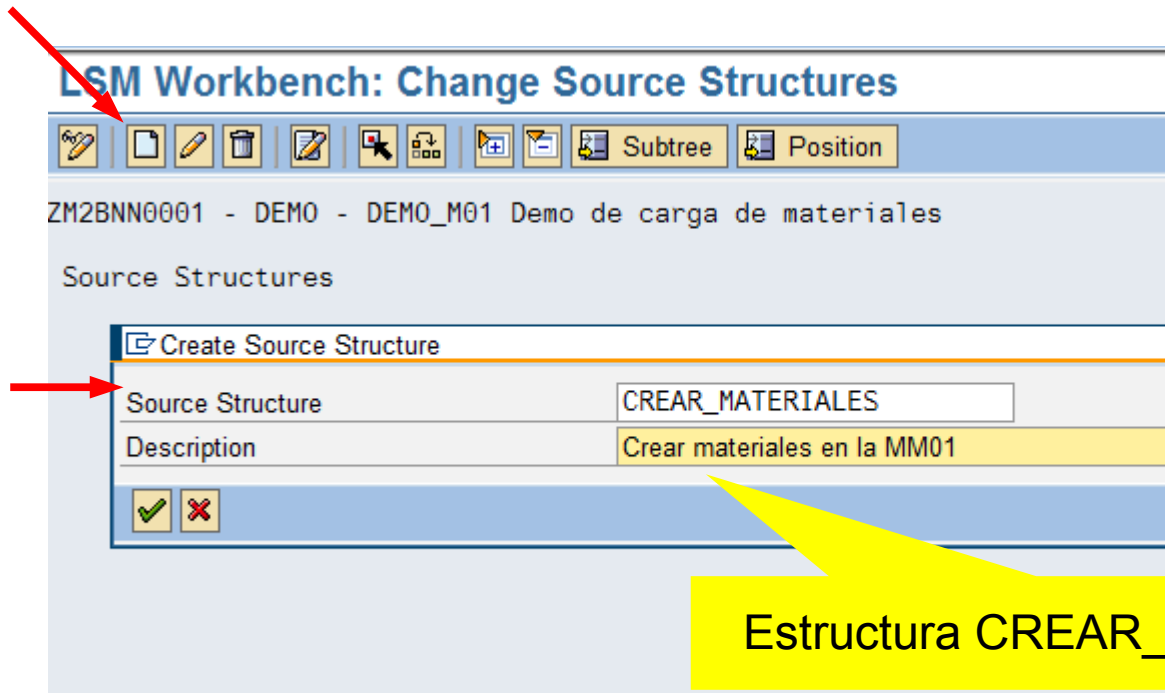 LSM Workbench: Change Source Structures
Subtree Position
ZM2BNN0001 - DEMO - DEMO_M01 Demo de carga de materiales
Source Structures
Create Source Structure
Source Structure CREAR_MATERIALES
Description Crear materiales en la MM01
Estructura CREAR_